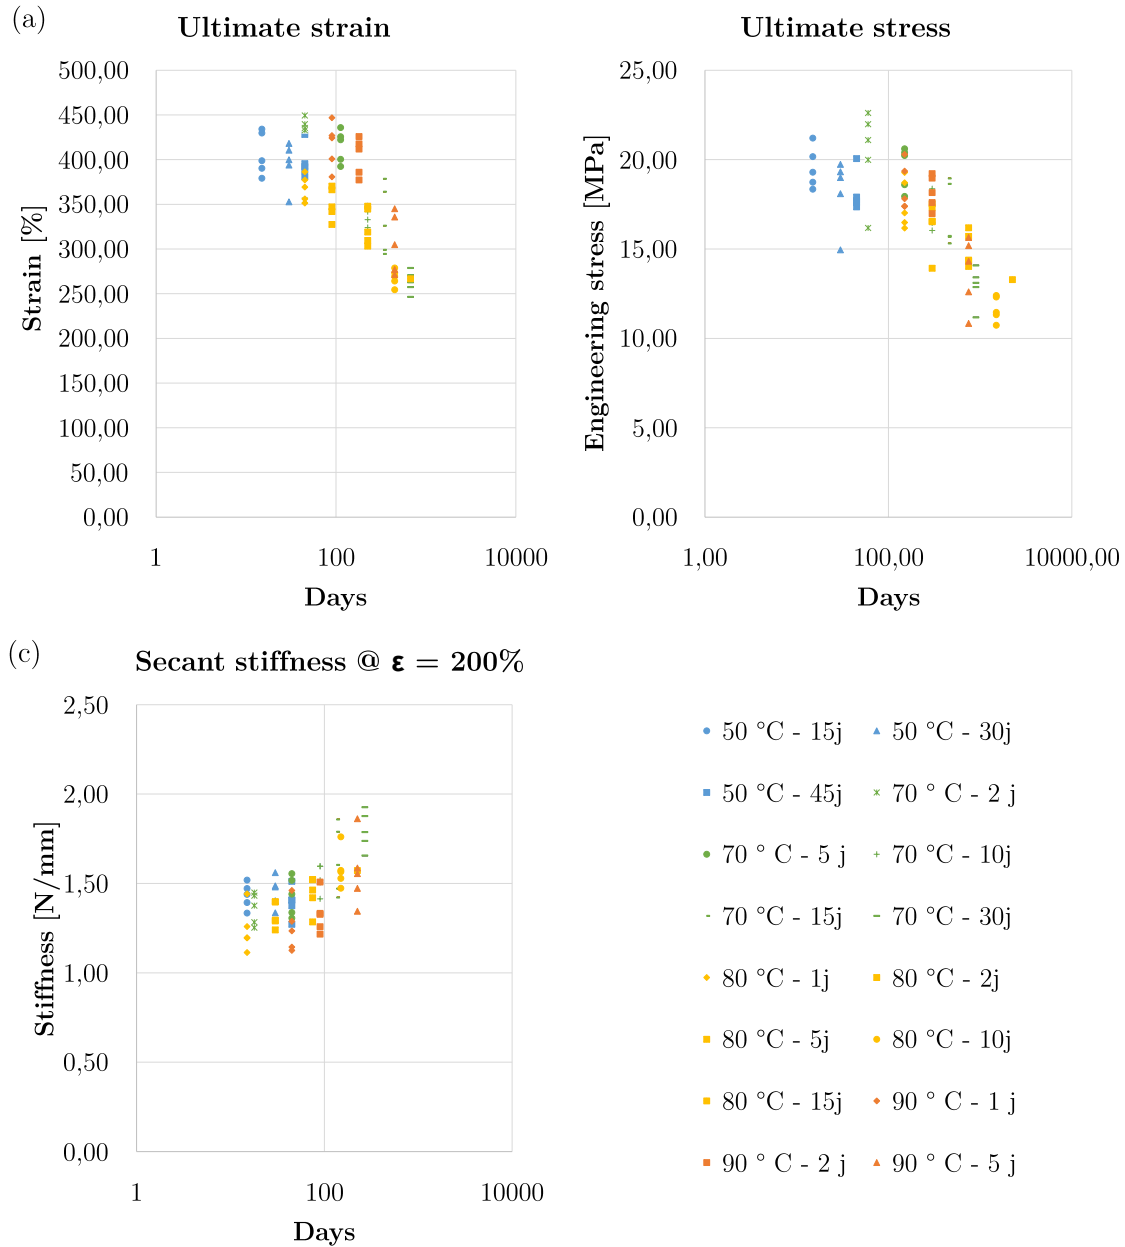 (a)
Ultimate strain
500,00
450,00
400,00
350,00
300,00
250,00
200,00
150,00
100,00
50,00
0,00
Strain [%]
1
100
10000
Days
Ultimate stress
25,00
20,00
15,00
10,00
5,00
0,00
Engineering stress [MPa]
1,00
100,00
10000,00
Days
(c)
Secant stiffness @ ε = 200%
2,50
2,00
1,50
1,00
0,50
0,00
Stiffness [N/mm]
1
100
10000
Days
50 °C - 15j
50 °C - 30j
50 °C - 45j
70 ° C - 2 j
70 ° C - 5 j
70 °C - 10j
70 °C - 15j
70 °C - 30j
80 °C - 1j
80 °C - 2j
80 °C - 5j
80 °C - 10j
80 °C - 15j
90 ° C - 1 j
90 ° C - 2 j
90 ° C - 5 j